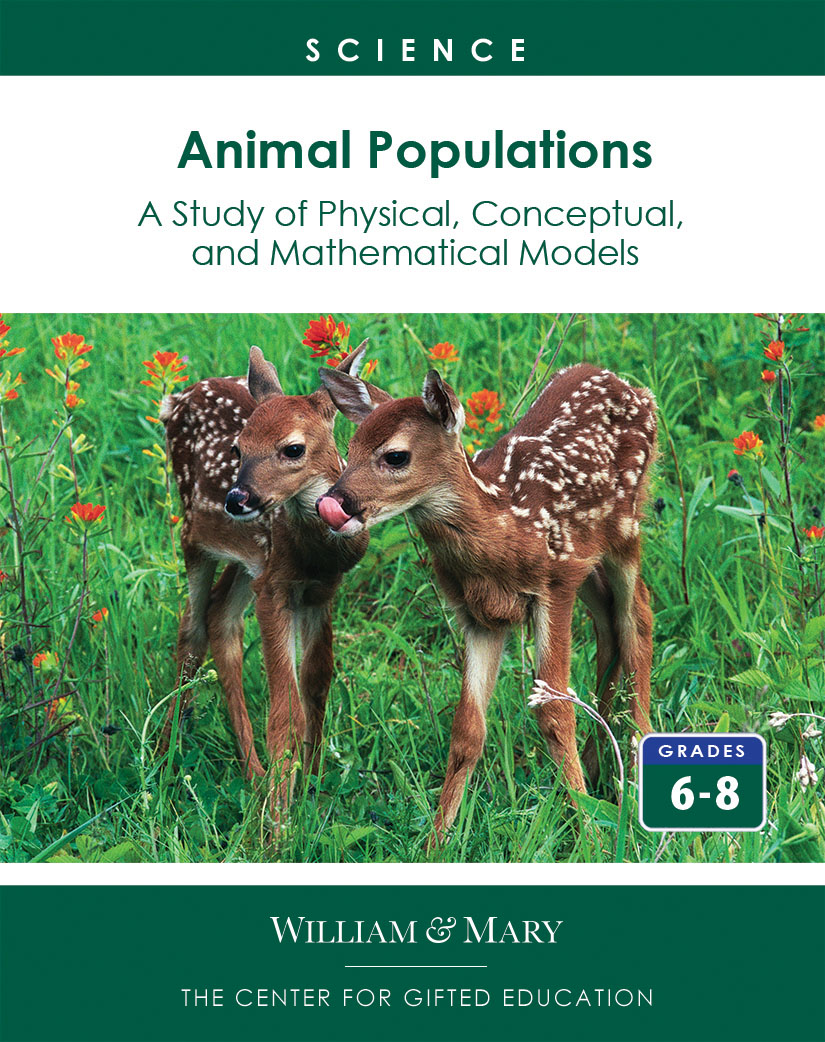 SCIENCE
Animal Populations
A Study of Physical, Conceptual,
and Mathematical Models
GRADES
6-8
WILLIAM & MARY
THE CENTER FOR GIFTED EDUCATION